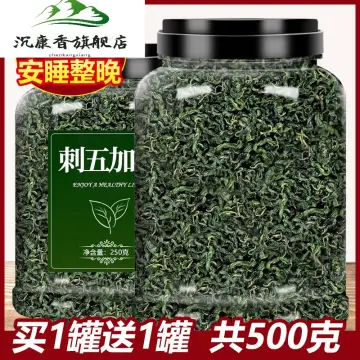 沉康香旗舰店
chenkangxiang
安睡整晚
刺五加
ENJOY A HEALTHY LI
净含量：250克
买1罐送1罐 共500克